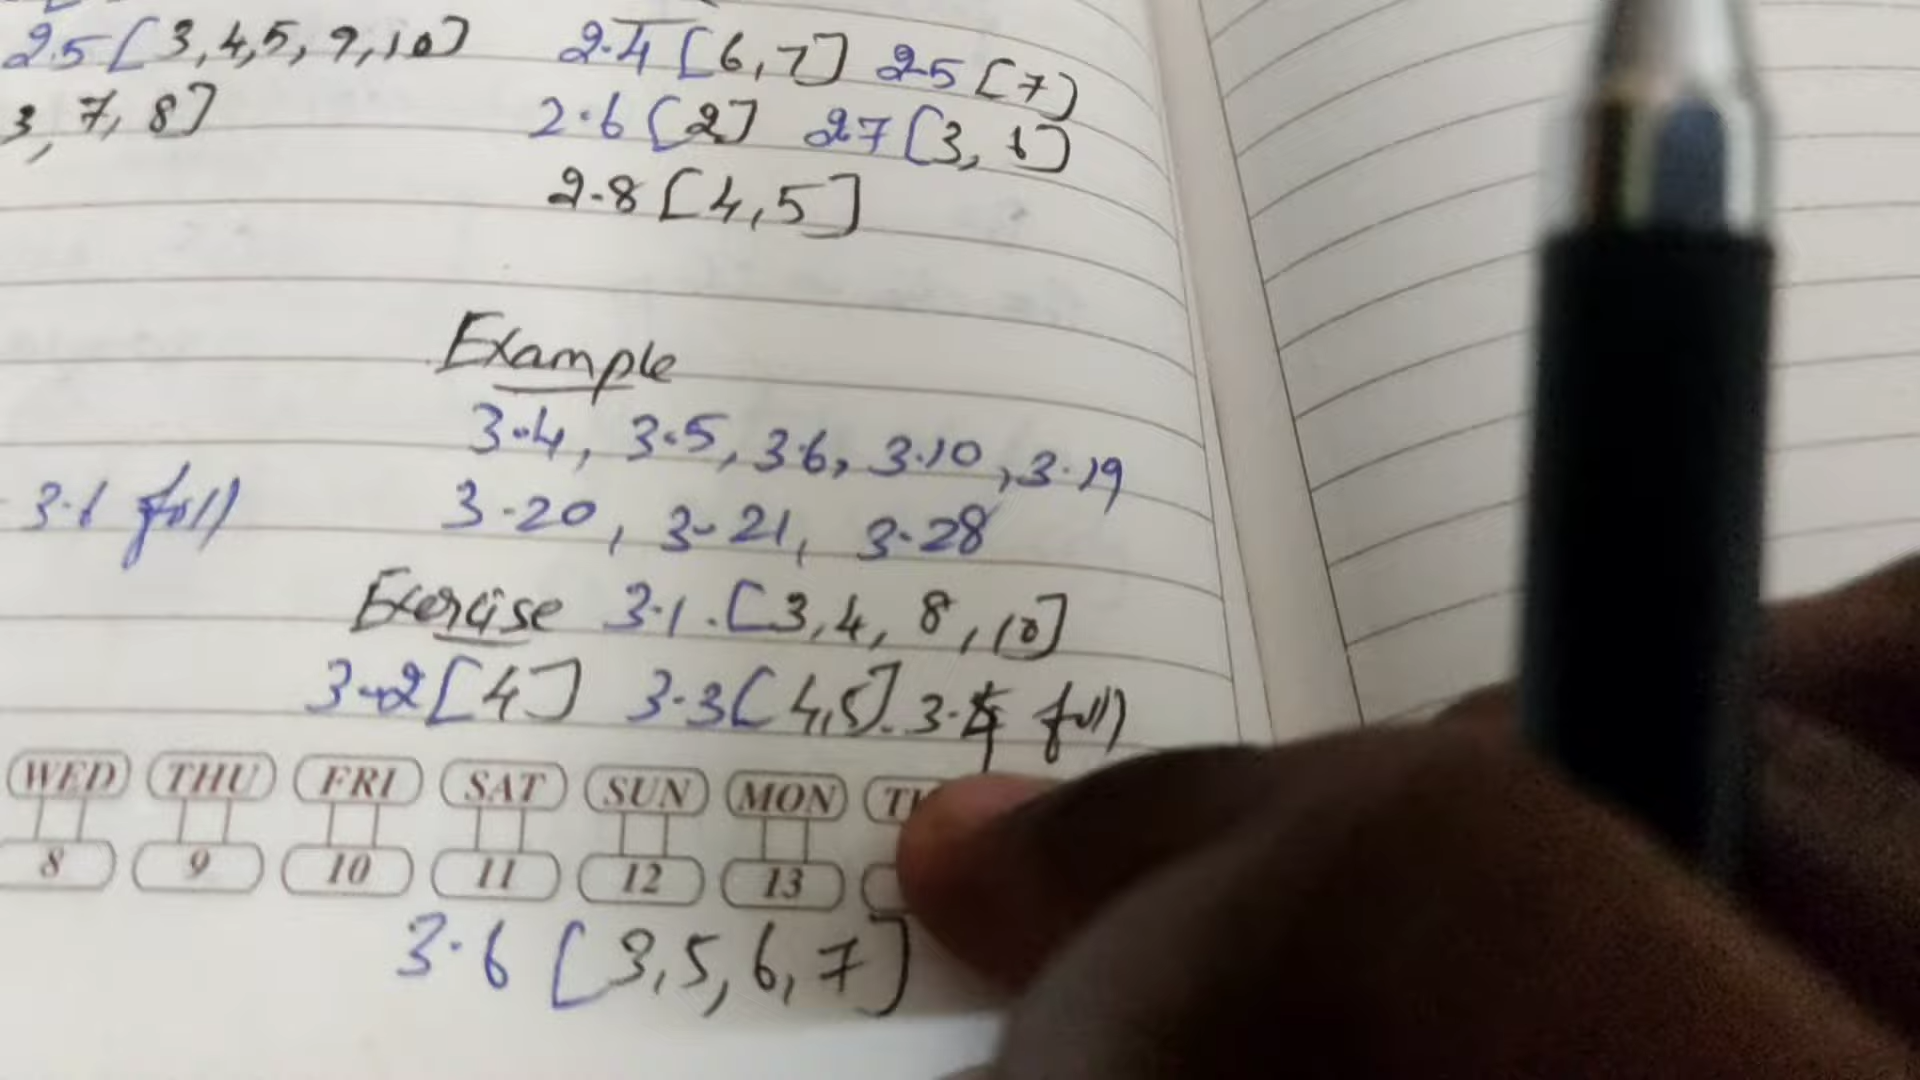 2.5 [3,4,5,9,10] 2.4 [6,7] 25 [7]
3, 7, 8] 2.6 [2] 27 [3, 1]
2.8 [4,5]
Example
3.4, 3.5, 3.6, 3.10, 3.19
3.1 full 3.20, 3.21, 3.28
Exercise 3.1. [3,4, 8, 10]
3.2 [4] 3.3 [4,5]. 3.4 full
WED THU FRI SAT SUN MON
8 9 10 11 12 13
3.6 [3,5,6,7]